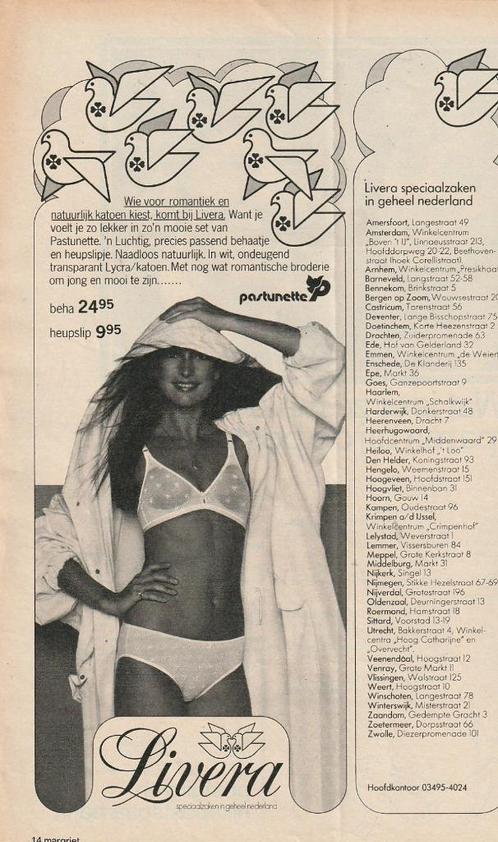 Wie voor romantiek en
natuurlijk katoen kiest, komt bij Livera. Want je
voelt je zo lekker in zo'n mooie set van
Pastunette. 'n Luchtig, precies passend behaatje
en heupslipje. Naadloos natuurlijk. In wit, ondeugend
transparant Lycra/katoen. Met nog wat romantische broderie
om jong en mooi te zijn.......
pastunette
beha 24 95
heupslip 9 95
Livera
speciaalzaken in geheel nederland
14 margriet
Livera speciaalzaken
in geheel nederland
Amersfoort, Langestraat 49
Amsterdam, Winkelcentrum
„Boven 't IJ", Linnaeusstraat 213,
Hoofddorpweg 20-22, Beethoven-
straat (hoek Corellistraat)
Arnhem, Winkelcentrum „Presikhaa
Barneveld, Langstraat 52-58
Bennekom, Brinkstraat 5
Bergen op Zoom, Wouwsestraat 20
Castricum, Torenstraat 56
Deventer, Lange Bisschopstraat 75
Doetinchem, Korte Heezenstraat 2
Drachten, Zuiderpromenade 63
Ede, Hof van Gelderland 32
Emmen, Winkelcentrum „de Weier
Enschede, De Klanderij 135
Epe, Markt 36
Goes, Ganzepoortstraat 9
Haarlem,
Winkelcentrum „Schalkwijk"
Harderwijk, Donkerstraat 48
Heerenveen, Dracht 7
Heerhugowaard,
Hoofdcentrum „Middenwaard" 29
Heiloo, Winkelhof „'t Loo"
Den Helder, Koningstraat 93
Hengelo, Weemenstraat 15
Hoogeveen, Hoofdstraat 151
Hoogvliet, Binnenban 31
Hoorn, Gouw 14
Kampen, Oudestraat 96
Krimpen a/d IJssel,
Winkelcentrum „Crimpenhof"
Lelystad, Weverstraat 1
Lemmer, Vissersburen 84
Meppel, Grote Kerkstraat 8
Middelburg, Markt 31
Nijkerk, Singel 13
Nijmegen, Stikke Hezelstraat 67-69
Nijverdal, Grotestraat 196
Oldenzaal, Deurningerstraat 13
Roermond, Hamstraat 18
Sittard, Voorstad 13-19
Utrecht, Bakkerstraat 4, Winkel-
centra „Hoog Catharijne" en
„Overvecht".
Veenendaal, Hoogstraat 12
Venray, Grote Markt 11
Vlissingen, Walstraat 125
Weert, Hoogstraat 10
Winschoten, Langestraat 78
Winterswijk, Misterstraat 21
Zaandam, Gedempte Gracht 3
Zoetermeer, Dorpsstraat 66
Zwolle, Diezerpromenade 101
Hoofdkantoor 03495-4024